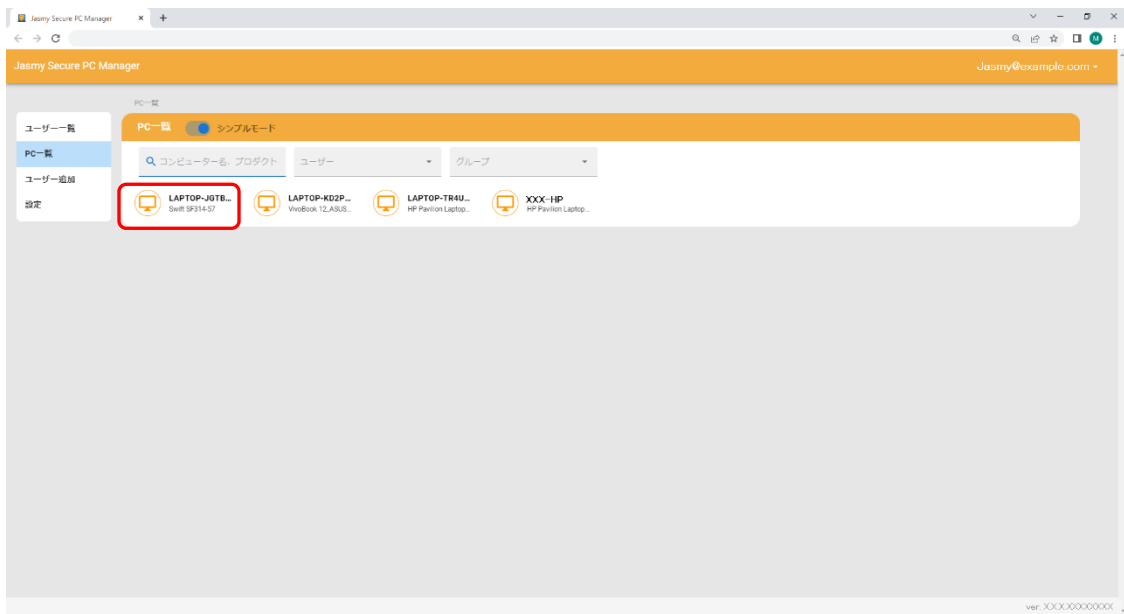 Jasmy Secure PC Manager
Jasmy Secure PC Manager
Jasmy@example.com
PC一覧
ユーザー一覧
PC一覧
ユーザー追加
設定
PC一覧 シンプルモード
コンピューター名、プロダクト
ユーザー
グループ
LAPTOP-JGTB...
Swift SF314-57
LAPTOP-KD2P...
VivoBook 12_ASUS...
LAPTOP-TR4U...
HP Pavilion Laptop...
XXX-HP
HP Pavilion Laptop...
M
ver. XX.X.XXXXXXXX